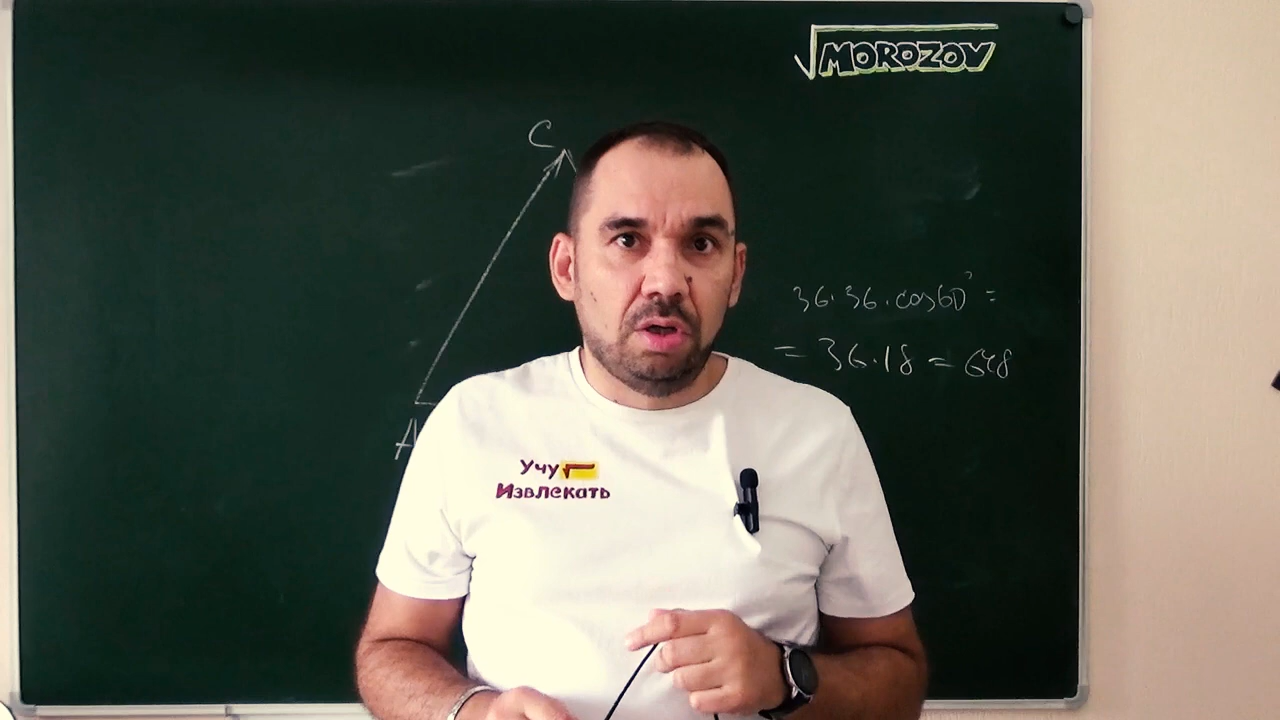 √MOROZOV
C
A
36·36·cos60°=
=36·18=648
Учу √
Извлекать